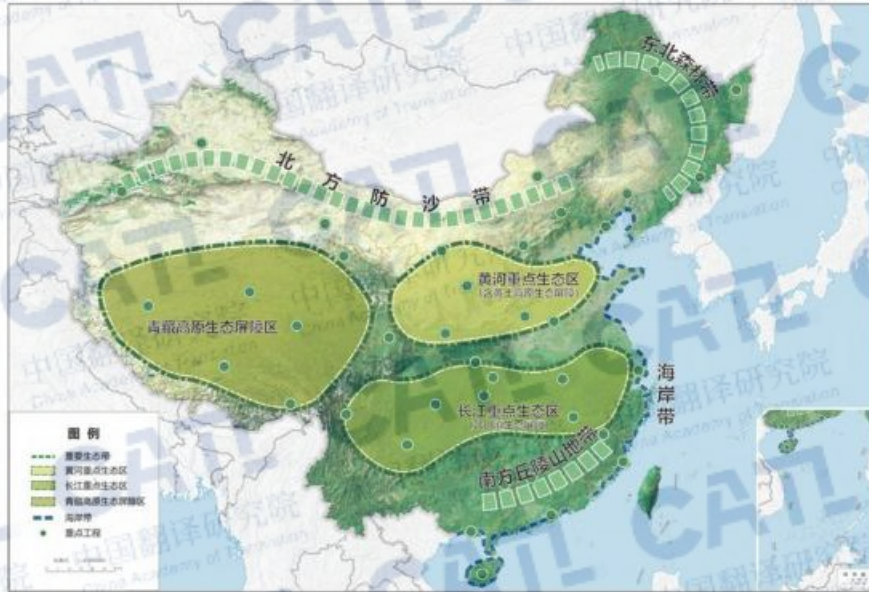 东北森林带
北方防沙带
黄河重点生态区
(含黄土高原生态屏障)
青藏高原生态屏障区
长江重点生态区
海岸带
南方丘陵山地带
图 例
重要生态带
黄河重点生态区
长江重点生态区
青藏高原生态屏障区
海岸带
重点工程
CATL
中国翻译研究院
China Academy of Translation